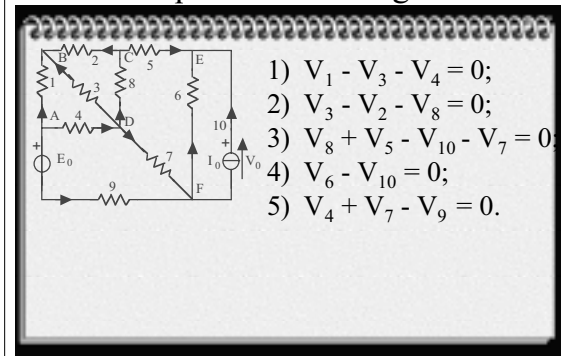 B
2
C
5
E
1
3
8
6
A
4
D
10
+
+
E₀
7
I₀
V₀
9
F
1) V₁ - V₃ - V₄ = 0;
2) V₃ - V₂ - V₈ = 0;
3) V₈ + V₅ - V₁₀ - V₇ = 0;
4) V₆ - V₁₀ = 0;
5) V₄ + V₇ - V₉ = 0.